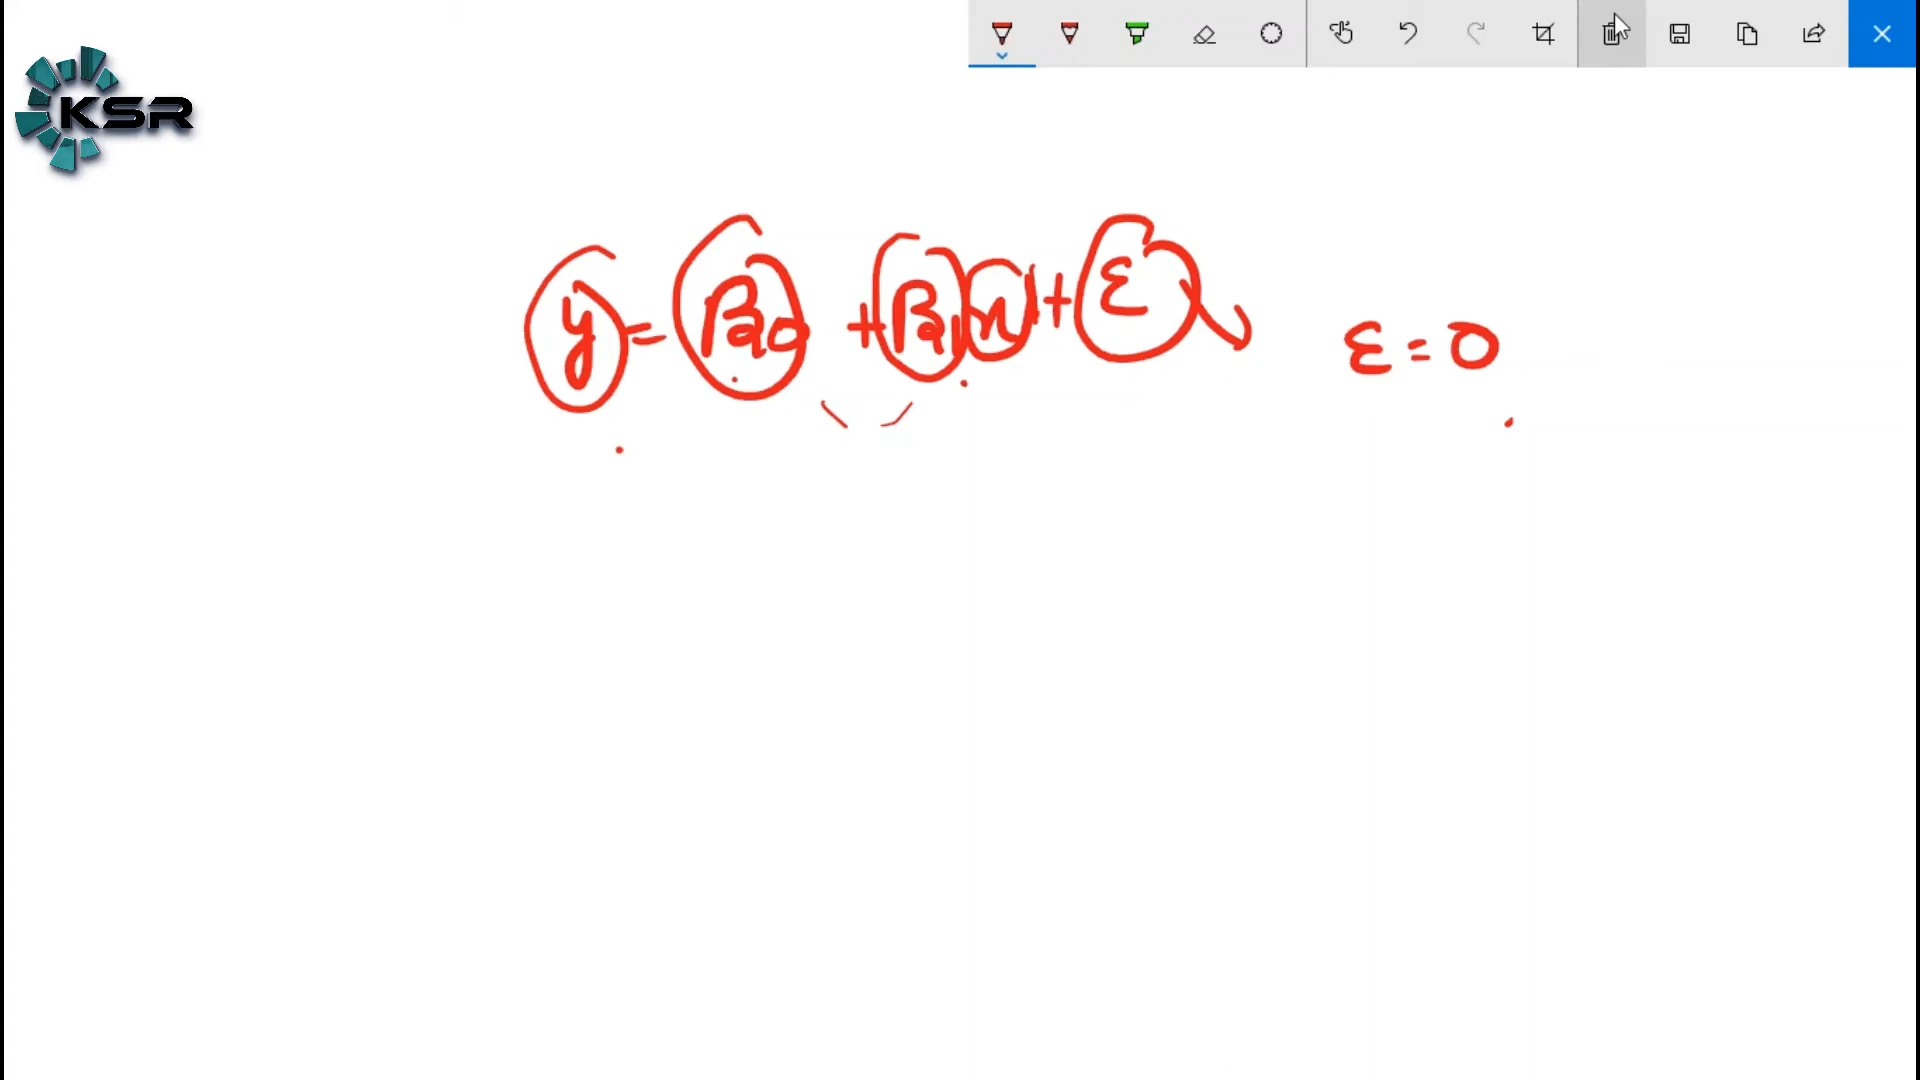 KSR
y = β₀ + β₁x + ε
ε = 0